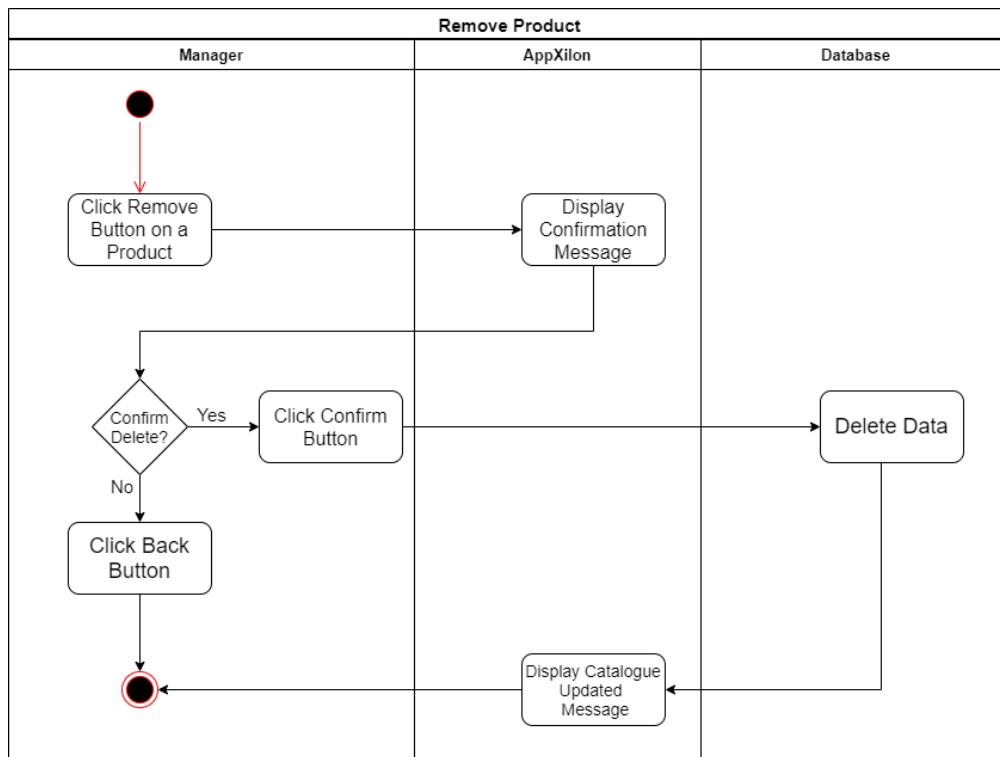 Remove Product
Manager
AppXilon
Database
Click Remove
Button on a
Product
Display
Confirmation
Message
Confirm
Delete?
Yes
Click Confirm
Button
Delete Data
No
Click Back
Button
Display Catalogue
Updated
Message